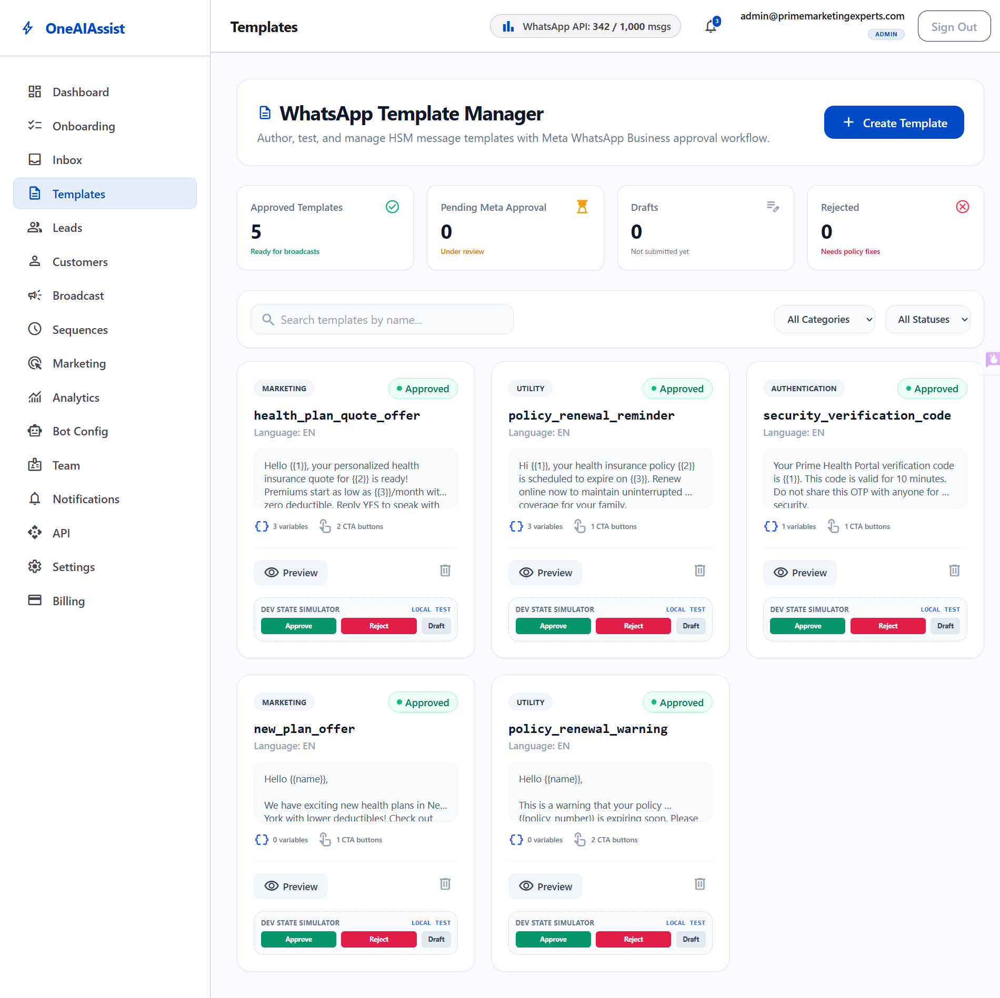 OneAIAssist
Templates
WhatsApp API: 342 / 1,000 msgs
3
admin@primemarketingexperts.com
ADMIN
Sign Out
Dashboard
Onboarding
Inbox
Templates
Leads
Customers
Broadcast
Sequences
Marketing
Analytics
Bot Config
Team
Notifications
API
Settings
Billing
WhatsApp Template Manager
Author, test, and manage HSM message templates with Meta WhatsApp Business approval workflow.
+ Create Template
Approved Templates
5
Ready for broadcasts
Pending Meta Approval
0
Under review
Drafts
0
Not submitted yet
Rejected
0
Needs policy fixes
Search templates by name...
All Categories
All Statuses
MARKETING
Approved
health_plan_quote_offer
Language: EN
Hello {{1}}, your personalized health
insurance quote for {{2}} is ready!
Premiums start as low as {{3}}/month wit...
zero deductible. Reply YES to speak with
{} 3 variables
2 CTA buttons
Preview
DEV STATE SIMULATOR
LOCAL TEST
Approve
Reject
Draft
UTILITY
Approved
policy_renewal_reminder
Language: EN
Hi {{1}}, your health insurance policy {{2}}
is scheduled to expire on {{3}}. Renew
online now to maintain uninterrupted ...
coverage for your family.
{} 3 variables
1 CTA buttons
Preview
DEV STATE SIMULATOR
LOCAL TEST
Approve
Reject
Draft
AUTHENTICATION
Approved
security_verification_code
Language: EN
Your Prime Health Portal verification code
is {{1}}. This code is valid for 10 minutes.
Do not share this OTP with anyone for ...
security.
{} 1 variables
1 CTA buttons
Preview
DEV STATE SIMULATOR
LOCAL TEST
Approve
Reject
Draft
MARKETING
Approved
new_plan_offer
Language: EN
Hello {{name}},
We have exciting new health plans in Ne...
York with lower deductibles! Check out
{} 0 variables
1 CTA buttons
Preview
DEV STATE SIMULATOR
LOCAL TEST
Approve
Reject
Draft
UTILITY
Approved
policy_renewal_warning
Language: EN
Hello {{name}},
This is a warning that your policy ...
{{policy_number}} is expiring soon. Please
{} 0 variables
2 CTA buttons
Preview
DEV STATE SIMULATOR
LOCAL TEST
Approve
Reject
Draft